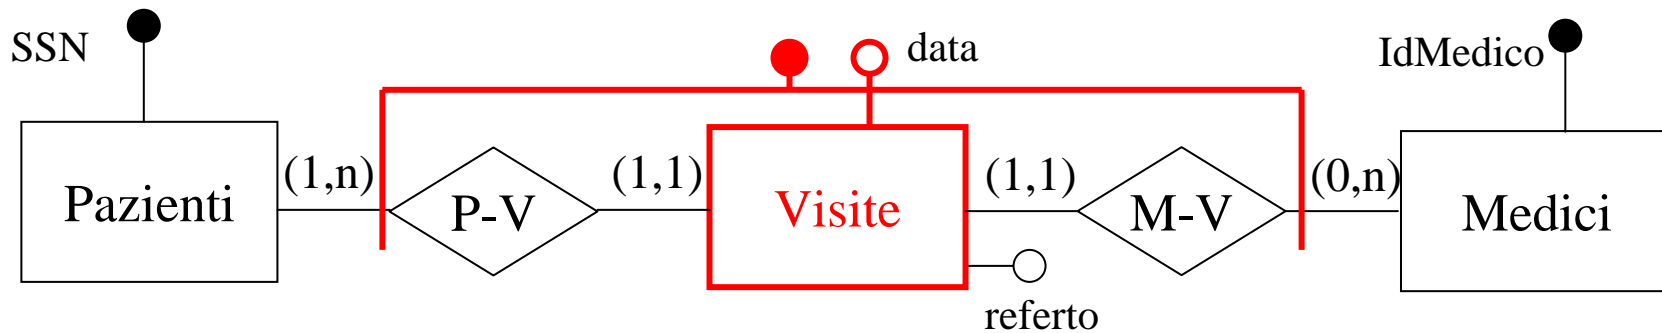 SSN
data
IdMedico
(1,n)
(1,1)
(1,1)
(0,n)
Pazienti
P-V
Visite
M-V
Medici
referto